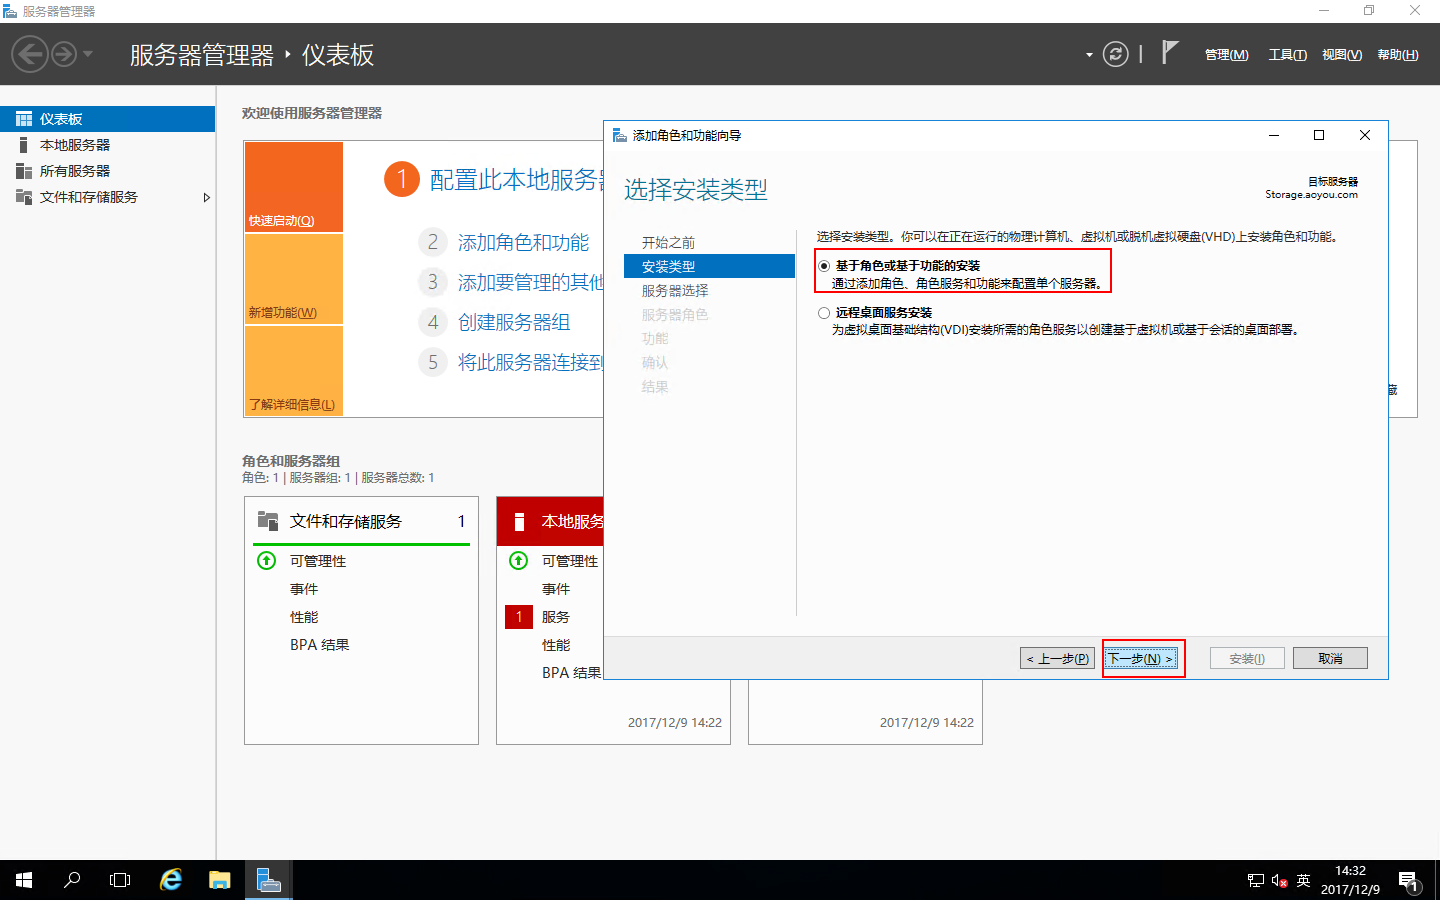 服务器管理器
服务器管理器 ‣ 仪表板
管理(M) 工具(T) 视图(V) 帮助(H)
仪表板
本地服务器
所有服务器
文件和存储服务
欢迎使用服务器管理器
快速启动(Q)
新增功能(W)
了解详细信息(L)
1 配置此本地服务
2 添加角色和功能
3 添加要管理的其他
4 创建服务器组
5 将此服务器连接到
角色和服务器组
角色: 1 | 服务器组: 1 | 服务器总数: 1
文件和存储服务 1
可管理性
事件
性能
BPA 结果
本地服务
可管理性
事件
1 服务
性能
BPA 结果
2017/12/9 14:22
2017/12/9 14:22
藏
添加角色和功能向导
选择安装类型
目标服务器
Storage.aoyou.com
开始之前
安装类型
服务器选择
服务器角色
功能
确认
结果
选择安装类型。你可以在正在运行的物理计算机、虚拟机或脱机虚拟硬盘(VHD)上安装角色和功能。
基于角色或基于功能的安装
通过添加角色、角色服务和功能来配置单个服务器。
远程桌面服务安装
为虚拟桌面基础结构(VDI)安装所需的角色服务以创建基于虚拟机或基于会话的桌面部署。
< 上一步(P) 下一步(N) > 安装(I) 取消
英
14:32
2017/12/9
1